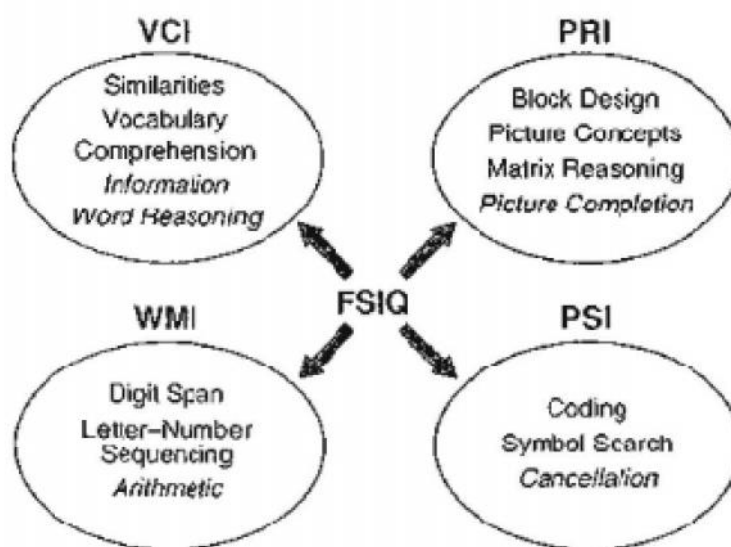 VCI
Similarities
Vocabulary
Comprehension
Information
Word Reasoning
PRI
Block Design
Picture Concepts
Matrix Reasoning
Picture Completion
FSIQ
WMI
Digit Span
Letter–Number
Sequencing
Arithmetic
PSI
Coding
Symbol Search
Cancellation